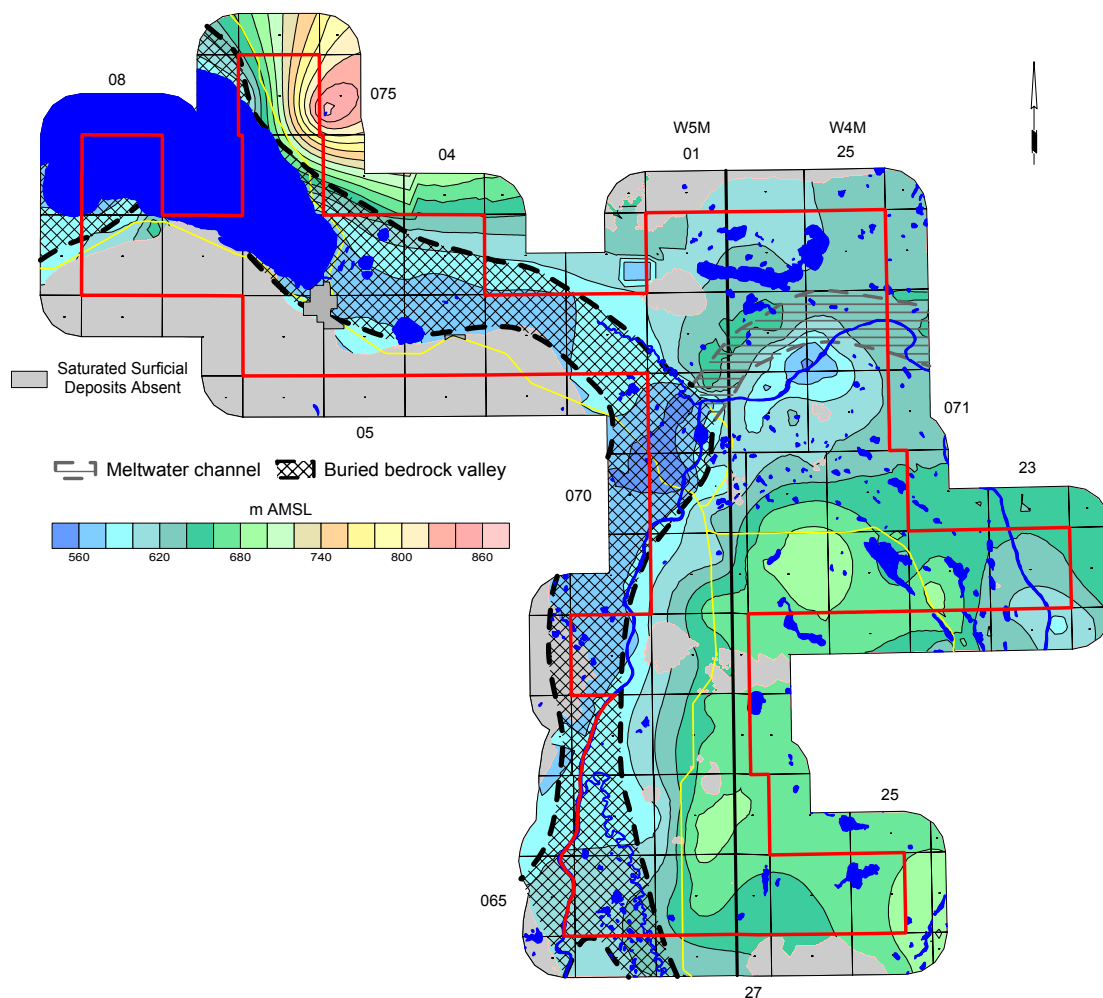 08
075
W5M
W4M
04
01
25
Saturated Surficial
Deposits Absent
05
071
Meltwater channel
Buried bedrock valley
070
23
m AMSL
560
620
680
740
800
860
25
065
27